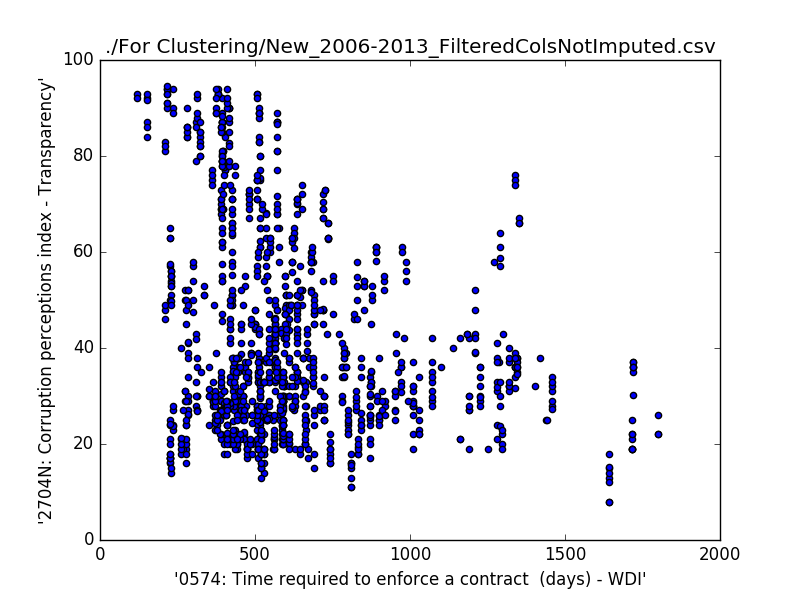 ./For Clustering/New_2006-2013_FilteredColsNotImputed.csv
100
80
60
40
20
0
'2704N: Corruption perceptions index - Transparency'
0 500 1000 1500 2000
'0574: Time required to enforce a contract  (days) - WDI'